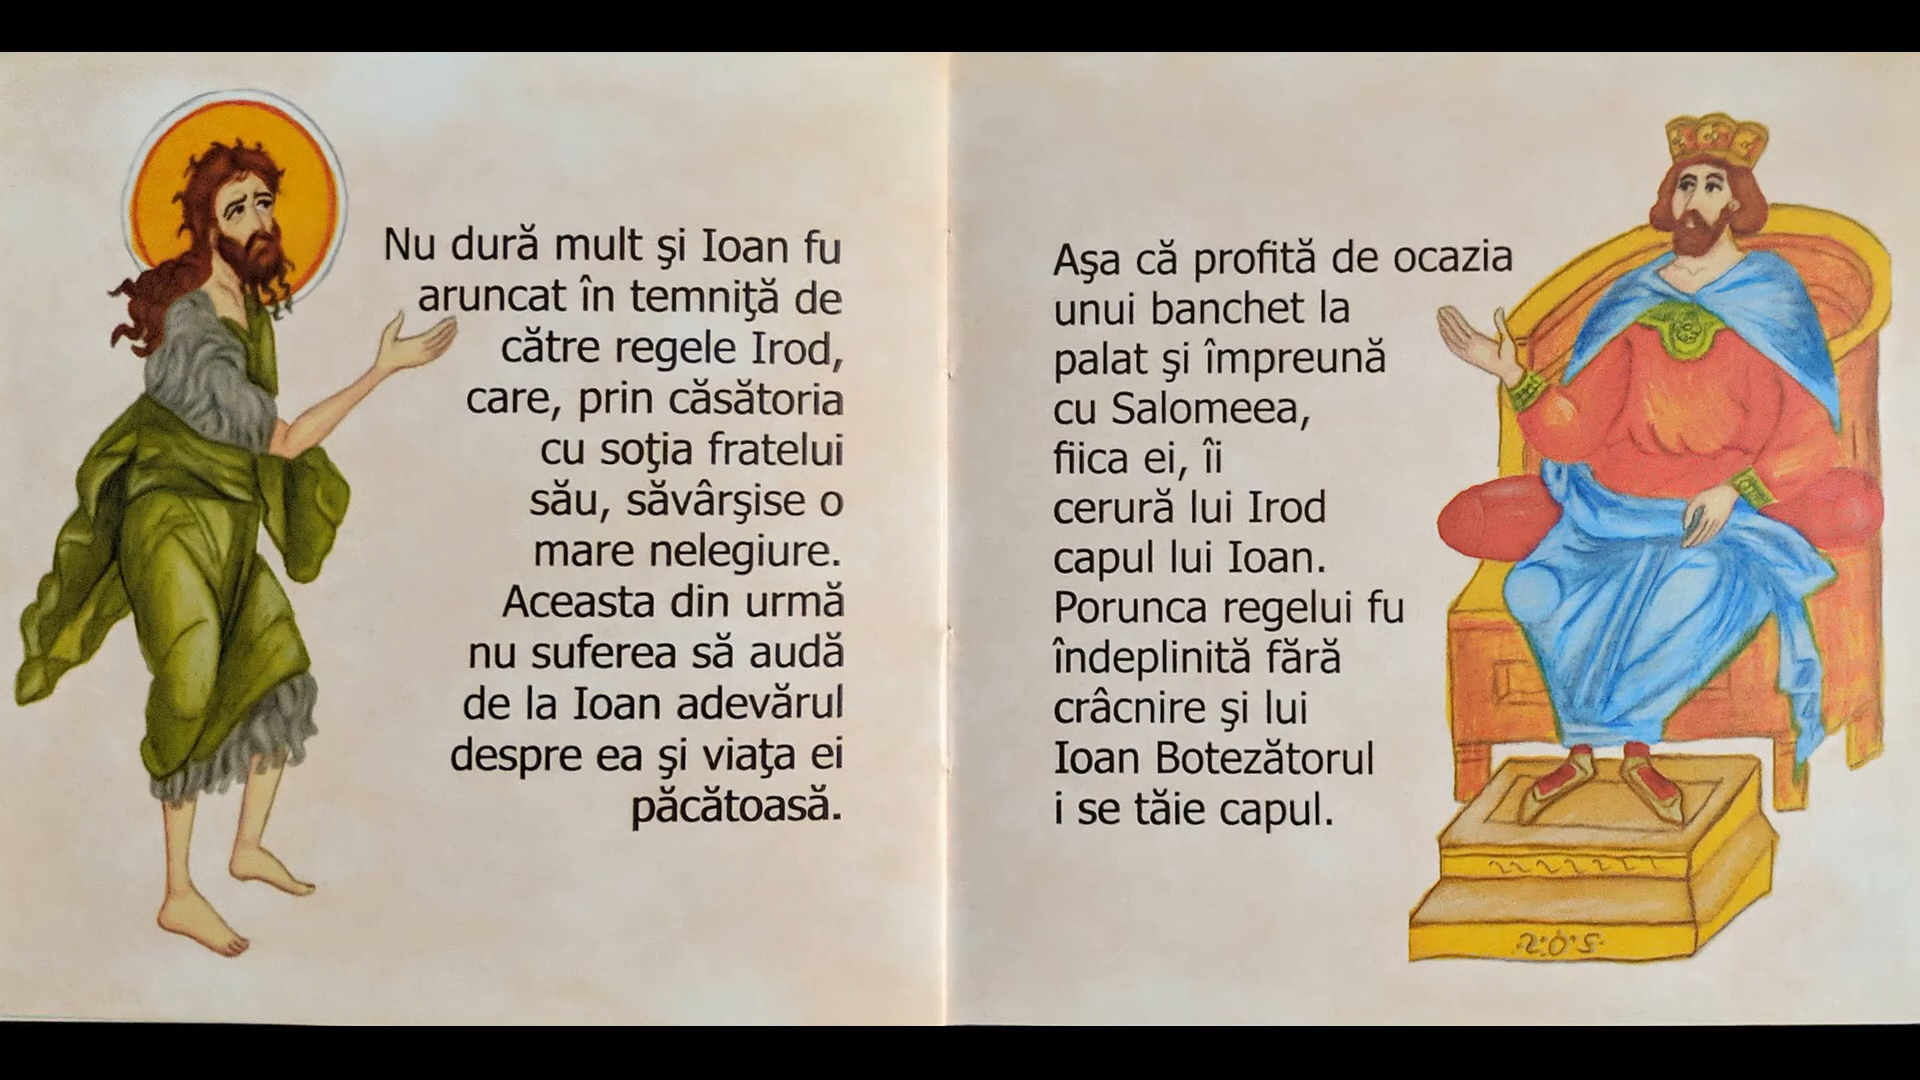 Nu dură mult şi Ioan fu
aruncat în temniţă de
către regele Irod,
care, prin căsătoria
cu soţia fratelui
său, săvârşise o
mare nelegiure.
Aceasta din urmă
nu suferea să audă
de la Ioan adevărul
despre ea şi viaţa ei
păcătoasă.
Aşa că profită de ocazia
unui banchet la
palat şi împreună
cu Salomeea,
fiica ei, îi
cerură lui Irod
capul lui Ioan.
Porunca regelui fu
îndeplinită fără
crâcnire şi lui
Ioan Botezătorul
i se tăie capul.